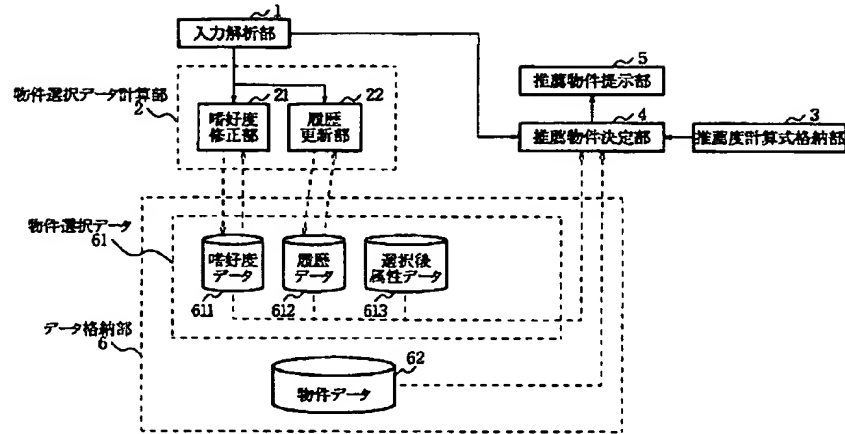 1
入力解析部
5
推薦物件提示部
物件選択データ計算部
2
21
22
嗜好度
修正部
履歴
更新部
4
推薦物件決定部
3
推薦度計算式格納部
物件選択データ
61
嗜好度
データ
履歴
データ
選択後
属性データ
611
612
613
データ格納部
6
62
物件データ